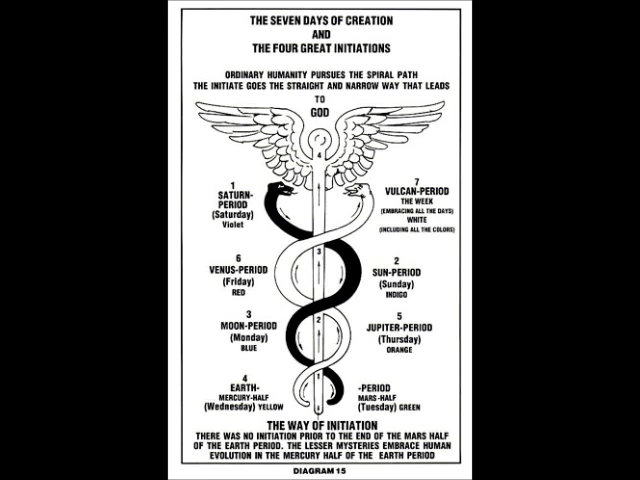 THE SEVEN DAYS OF CREATION
AND
THE FOUR GREAT INITIATIONS
ORDINARY HUMANITY PURSUES THE SPIRAL PATH
THE INITIATE GOES THE STRAIGHT AND NARROW WAY THAT LEADS
TO
GOD
4
1
SATURN-
PERIOD
(Saturday)
Violet
7
VULCAN-PERIOD
THE WEEK
(EMBRACING ALL THE DAYS)
WHITE
(INCLUDING ALL THE COLORS)
3
6
VENUS-PERIOD
(Friday)
RED
2
SUN-PERIOD
(Sunday)
INDIGO
2
3
MOON-PERIOD
(Monday)
BLUE
5
JUPITER-PERIOD
(Thursday)
ORANGE
1
4
EARTH-
MERCURY-HALF
(Wednesday) YELLOW
-PERIOD
MARS-HALF
(Tuesday) GREEN
THE WAY OF INITIATION
THERE WAS NO INITIATION PRIOR TO THE END OF THE MARS HALF
OF THE EARTH PERIOD. THE LESSER MYSTERIES EMBRACE HUMAN
EVOLUTION IN THE MERCURY HALF OF THE EARTH PERIOD
DIAGRAM 15